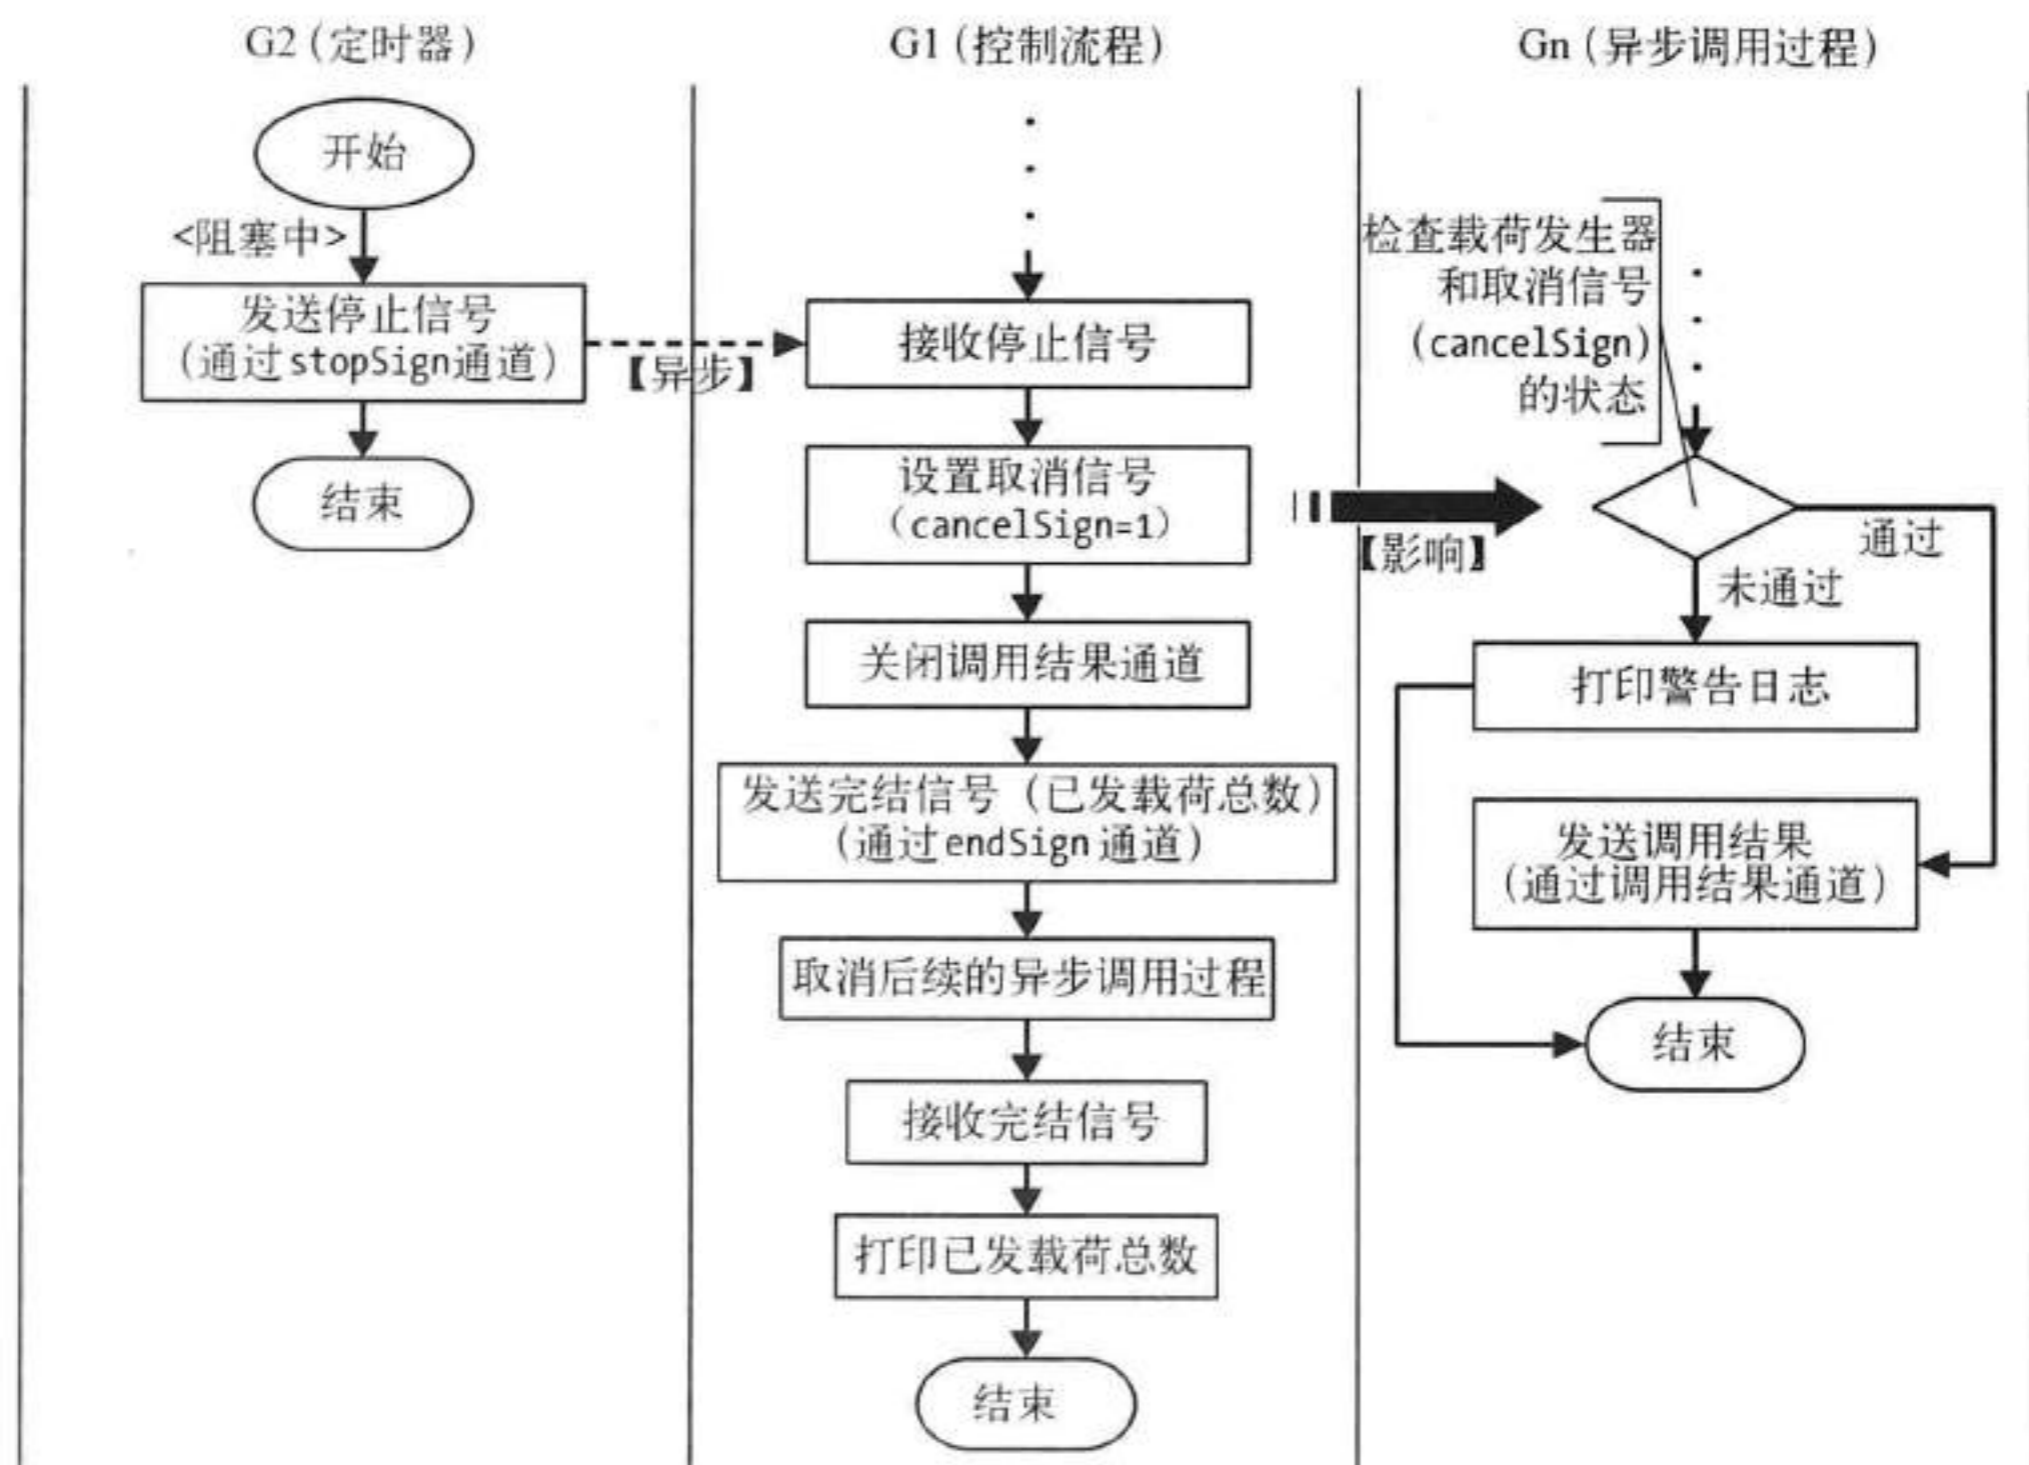 G2（定时器）
开始
<阻塞中>
发送停止信号
（通过stopSign通道）
【异步】
结束
G1（控制流程）
接收停止信号
设置取消信号
（cancelSign=1）
【影响】
关闭调用结果通道
发送完结信号（已发载荷总数）
（通过endSign通道）
取消后续的异步调用过程
接收完结信号
打印已发载荷总数
结束
Gn（异步调用过程）
检查载荷发生器
和取消信号
(cancelSign)
的状态
通过
未通过
打印警告日志
发送调用结果
（通过调用结果通道）
结束